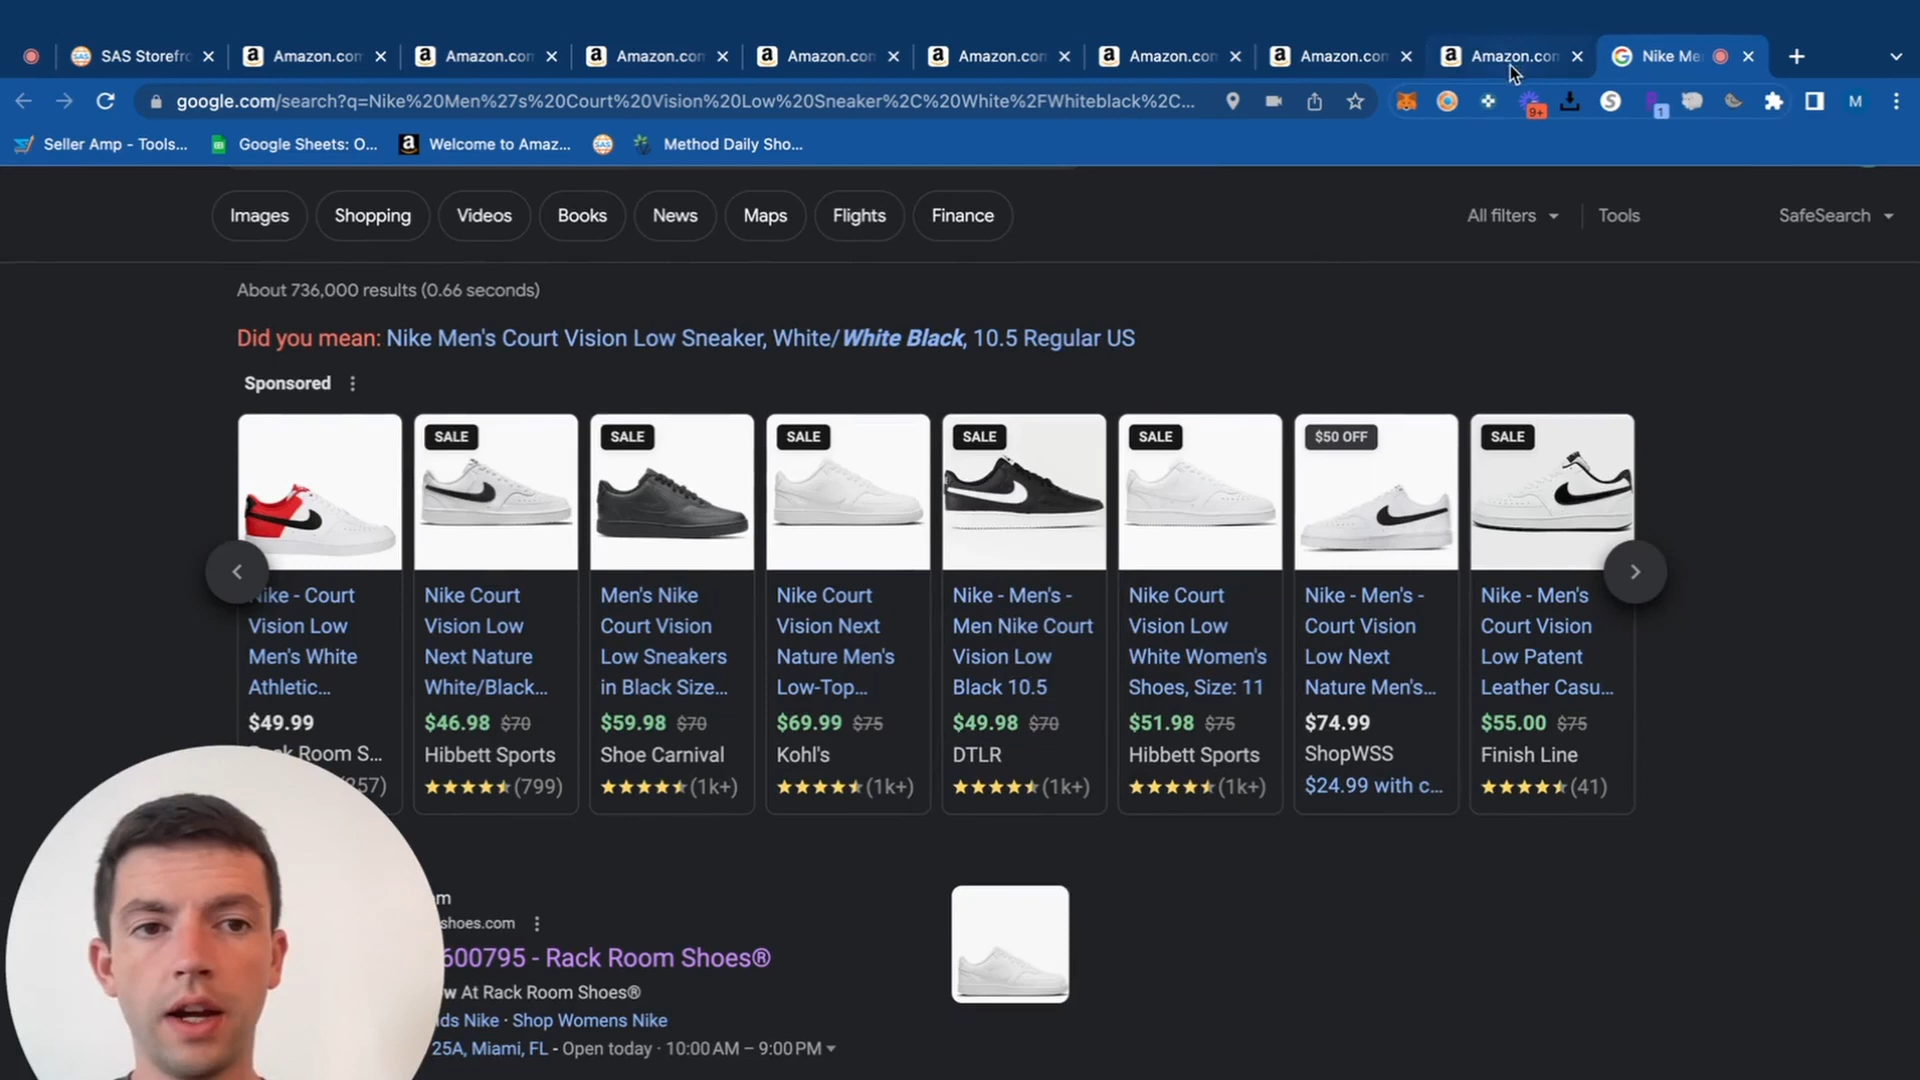 SAS Storefr
Amazon.com
Amazon.com
Amazon.com
Amazon.com
Amazon.com
Amazon.com
Amazon.com
Amazon.com
Nike Me
google.com/search?q=Nike%20Men%27s%20Court%20Vision%20Low%20Sneaker%2C%20White%2FWhiteblack%2C...
9+
1
M
Seller Amp - Tools...
Google Sheets: O...
Welcome to Amaz...
SAS
Method Daily Sho...
Images
Shopping
Videos
Books
News
Maps
Flights
Finance
All filters
Tools
SafeSearch
About 736,000 results (0.66 seconds)
Did you mean: Nike Men's Court Vision Low Sneaker, White/White Black, 10.5 Regular US
Sponsored
Nike - Court
Vision Low
Men's White
Athletic...
$49.99
Rack Room S...
357)
SALE
Nike Court
Vision Low
Next Nature
White/Black...
$46.98 $70
Hibbett Sports
(799)
SALE
Men's Nike
Court Vision
Low Sneakers
in Black Size...
$59.98 $70
Shoe Carnival
(1k+)
SALE
Nike Court
Vision Next
Nature Men's
Low-Top...
$69.99 $75
Kohl's
(1k+)
SALE
Nike - Men's -
Men Nike Court
Vision Low
Black 10.5
$49.98 $70
DTLR
(1k+)
SALE
Nike Court
Vision Low
White Women's
Shoes, Size: 11
$51.98 $75
Hibbett Sports
(1k+)
$50 OFF
Nike - Men's -
Court Vision
Low Next
Nature Men's...
$74.99
ShopWSS
$24.99 with c...
SALE
Nike - Men's
Court Vision
Low Patent
Leather Casu...
$55.00 $75
Finish Line
(41)
shoes.com
600795 - Rack Room Shoes®
w At Rack Room Shoes®
ds Nike · Shop Womens Nike
25A, Miami, FL - Open today · 10:00 AM – 9:00 PM